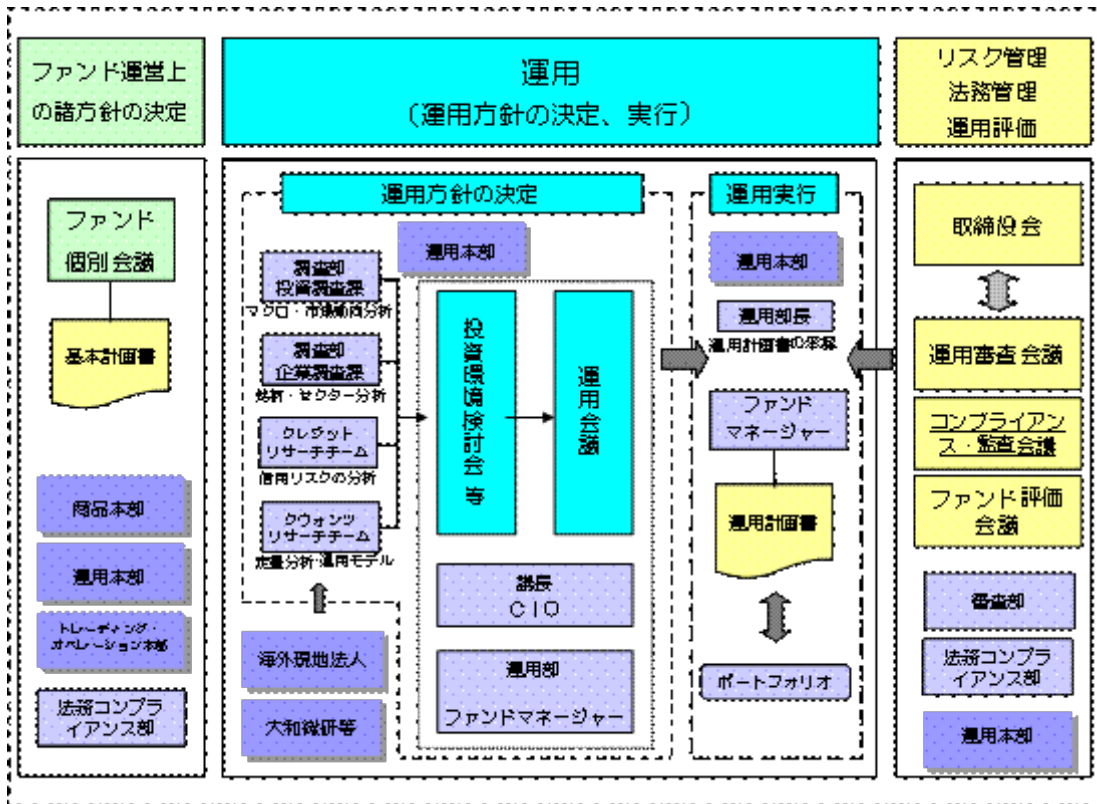 ファンド運営上
の諸方針の決定
運用
（運用方針の決定、実行）
リスク管理
法務管理
運用評価
ファンド
個別会議
基本計画書
商品本部
運用本部
トレーディング・
オペレーション本部
法務コンプラ
イアンス部
運用方針の決定
運用本部
調査部
投資調査課
マクロ・市場動向分析
調査部
企業調査課
銘柄・セクター分析
クレジット
リサーチチーム
信用リスクの分析
クウォンツ
リサーチチーム
定量分析・運用モデル
海外現地法人
大和総研等
投資環境検討会 等
運用会議
議長
CIO
運用部
ファンドマネージャー
運用実行
運用本部
運用部長
運用計画書の承認
ファンド
マネージャー
運用計画書
ポートフォリオ
取締役会
運用審査会議
コンプライアン
ス・監査会議
ファンド評価
会議
審査部
法務コンプラ
イアンス部
運用本部